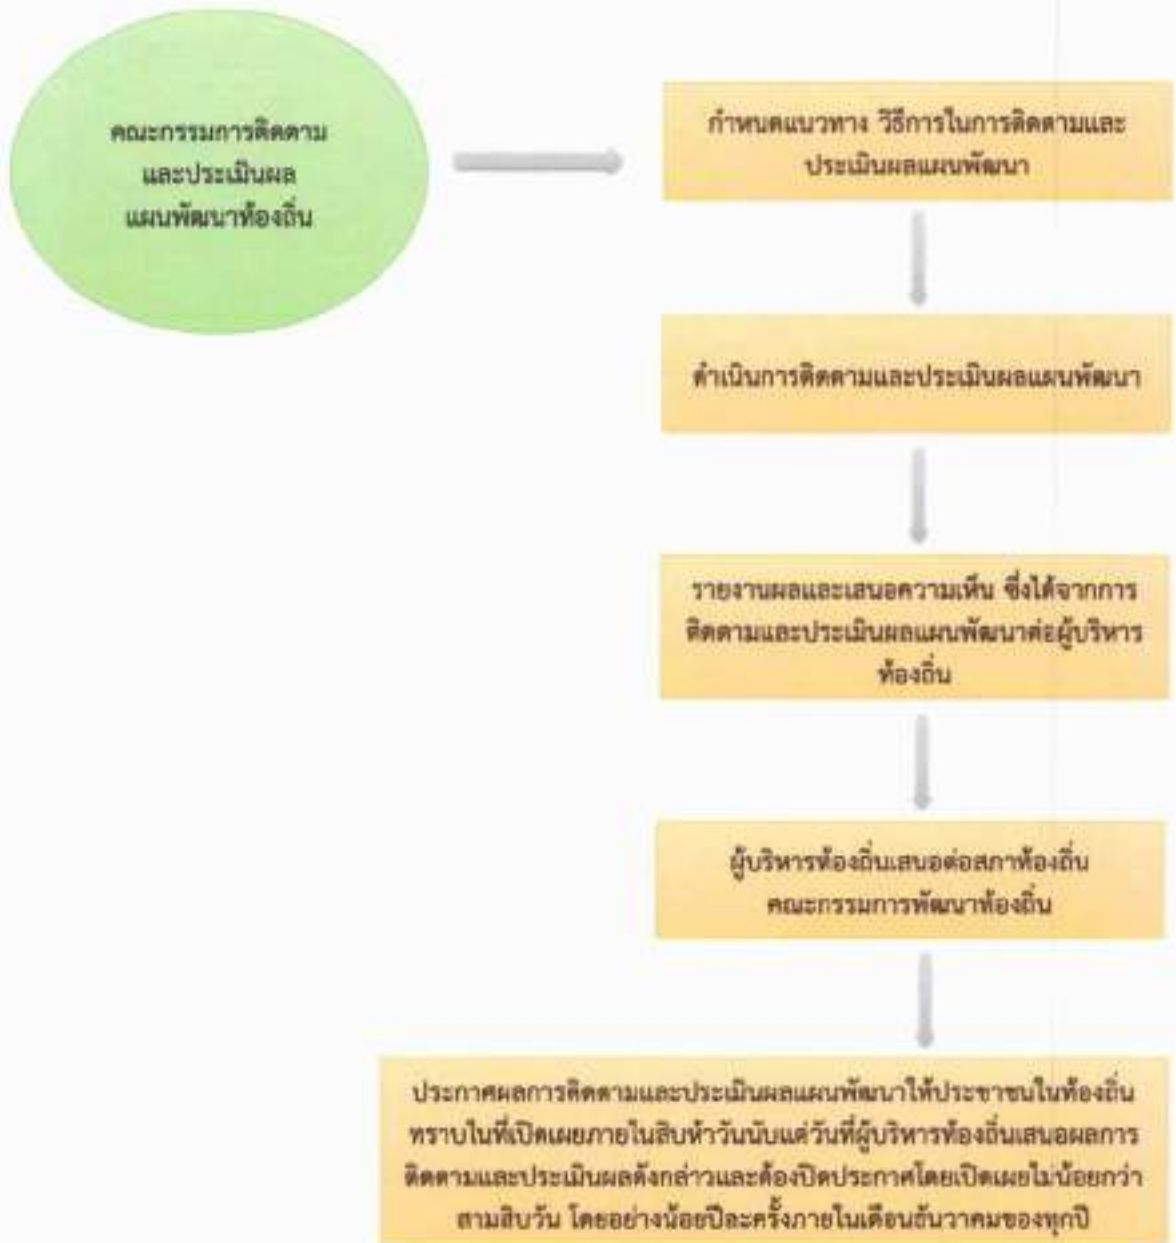 คณะกรรมการติดตาม
และประเมินผล
แผนพัฒนาท้องถิ่น
กำหนดแนวทาง วิธีการในการติดตามและ
ประเมินผลแผนพัฒนา
ดำเนินการติดตามและประเมินผลแผนพัฒนา
รายงานผลและเสนอความเห็น ซึ่งได้จากการ
ติดตามและประเมินผลแผนพัฒนาต่อผู้บริหาร
ท้องถิ่น
ผู้บริหารท้องถิ่นเสนอต่อสภาท้องถิ่น
คณะกรรมการพัฒนาท้องถิ่น
ประกาศผลการติดตามและประเมินผลแผนพัฒนาให้ประชาชนในท้องถิ่น
ทราบในที่เปิดเผยภายในสิบห้าวันนับแต่วันที่ผู้บริหารท้องถิ่นเสนอผลการ
ติดตามและประเมินผลดังกล่าวและต้องปิดประกาศโดยเปิดเผยไม่น้อยกว่า
สามสิบวัน โดยอย่างน้อยปีละครั้งภายในเดือนธันวาคมของทุกปี